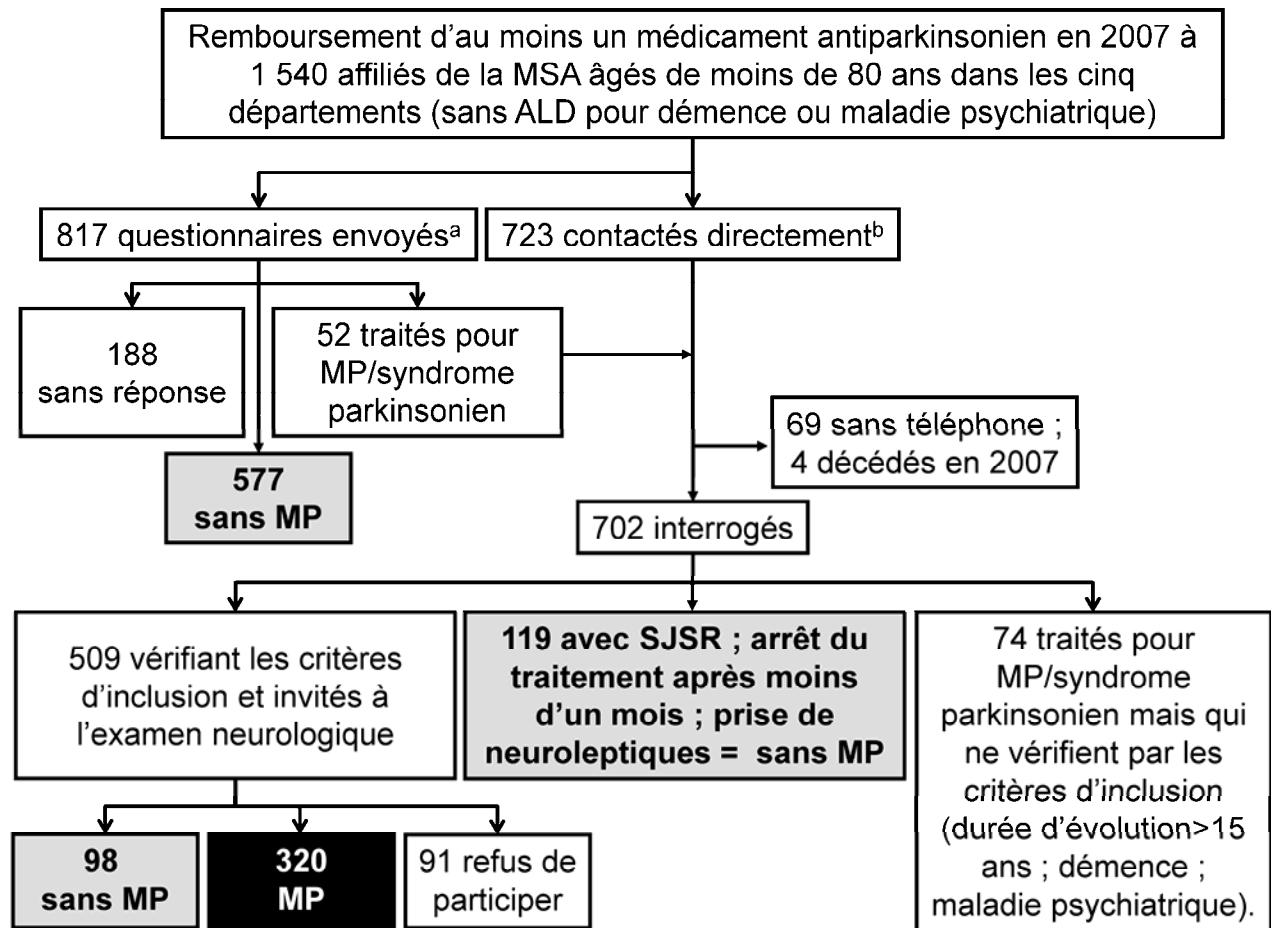 Remboursement d’au moins un médicament antiparkinsonien en 2007 à
1 540 affiliés de la MSA âgés de moins de 80 ans dans les cinq
départements (sans ALD pour démence ou maladie psychiatrique)
817 questionnaires envoyésᵃ
723 contactés directementᵇ
188
sans réponse
52 traités pour
MP/syndrome
parkinsonien
69 sans téléphone ;
4 décédés en 2007
577
sans MP
702 interrogés
509 vérifiant les critères
d’inclusion et invités à
l’examen neurologique
119 avec SJSR ; arrêt du
traitement après moins
d’un mois ; prise de
neuroleptiques = sans MP
74 traités pour
MP/syndrome
parkinsonien mais qui
ne vérifient par les
critères d’inclusion
(durée d’évolution>15
ans ; démence ;
maladie psychiatrique).
98
sans MP
320
MP
91 refus de
participer